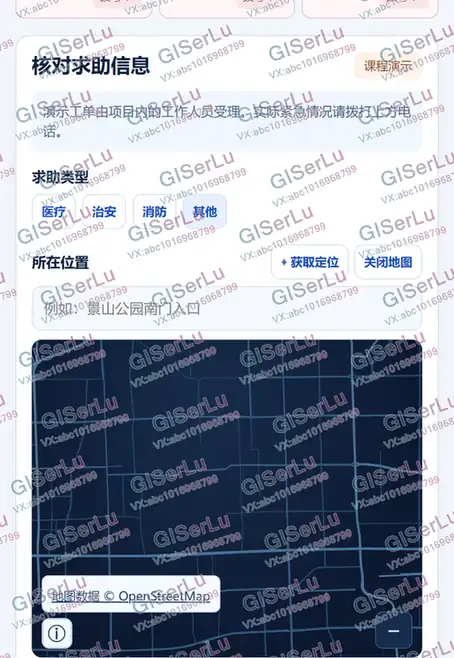 核对求助信息
课程演示
演示工单由项目内的工作人员受理。实际紧急情况请拨打上方电
话。
求助类型
医疗
治安
消防
其他
所在位置
⌖ 获取定位
关闭地图
例如：景山公园南门入口
地图数据 © OpenStreetMap
GISerLu
VX:abc1016968799